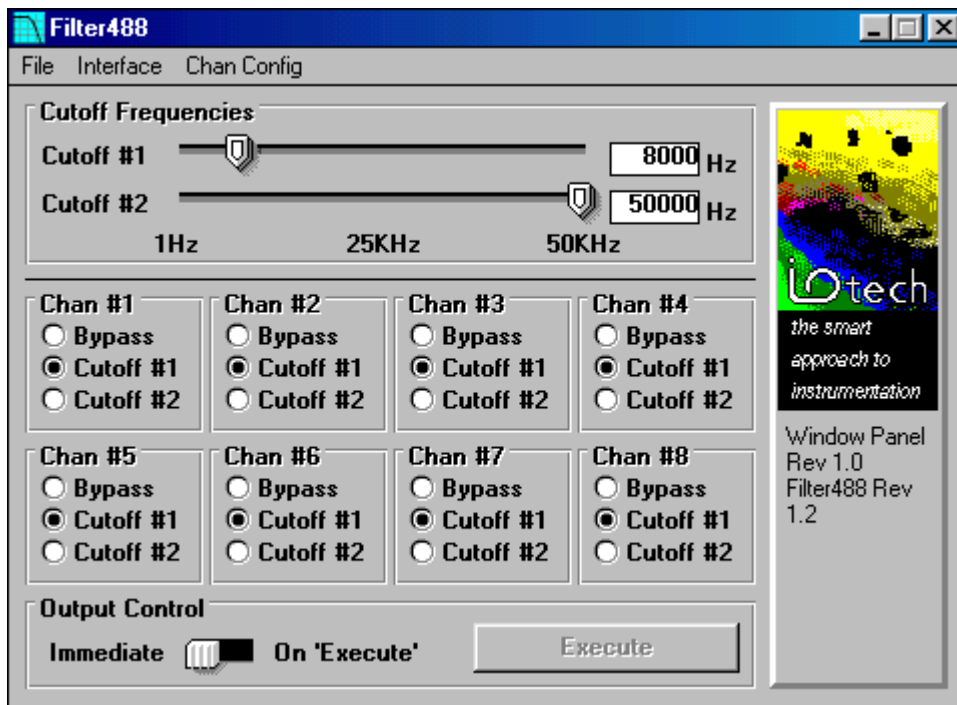 Filter488
File Interface Chan Config
Cutoff Frequencies
Cutoff #1 8000 Hz
Cutoff #2 50000 Hz
1Hz 25KHz 50KHz
Chan #1 Chan #2 Chan #3 Chan #4
Bypass Bypass Bypass Bypass
Cutoff #1 Cutoff #1 Cutoff #1 Cutoff #1
Cutoff #2 Cutoff #2 Cutoff #2 Cutoff #2
Chan #5 Chan #6 Chan #7 Chan #8
Bypass Bypass Bypass Bypass
Cutoff #1 Cutoff #1 Cutoff #1 Cutoff #1
Cutoff #2 Cutoff #2 Cutoff #2 Cutoff #2
Output Control
Immediate On 'Execute' Execute
iotech
the smart
approach to
instrumentation
Window Panel
Rev 1.0
Filter488 Rev
1.2